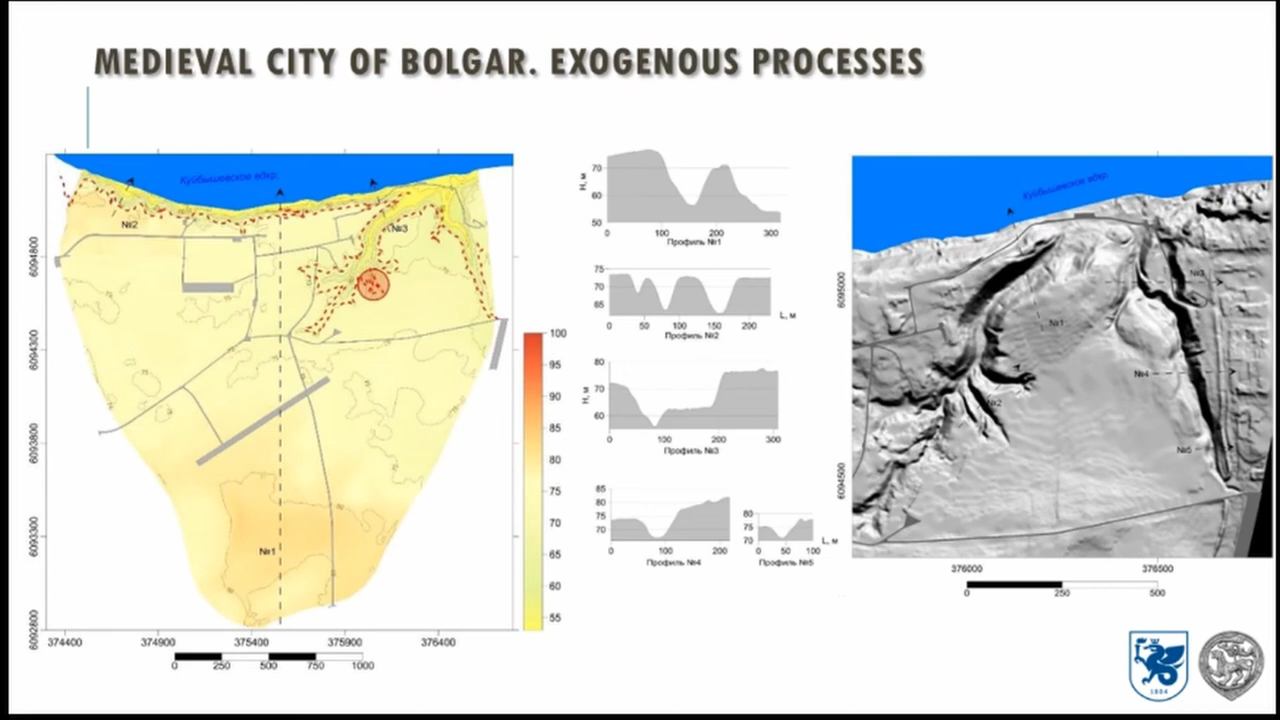 MEDIEVAL CITY OF BOLGAR. EXOGENOUS PROCESSES
Куйбышевское вдхр.
№2
№3
№1
6094800
6094300
6093800
6093300
6092800
374400 374900 375400 375900 376400
0 250 500 750 1000
100
95
90
85
80
75
70
65
60
55
H, м
70
60
50
0 100 200 300
Профиль №1
75
70
65
0 50 100 150 200 L, м
Профиль №2
H, м
80
70
60
0 100 200 300
Профиль №3
85
80
75
70
0 100 200
Профиль №4
80
75
70
0 50 100 L, м
Профиль №5
Куйбышевское вдхр.
№3
№1
№4
№2
№5
6095000
6094500
376000 376500
0 250 500
1804